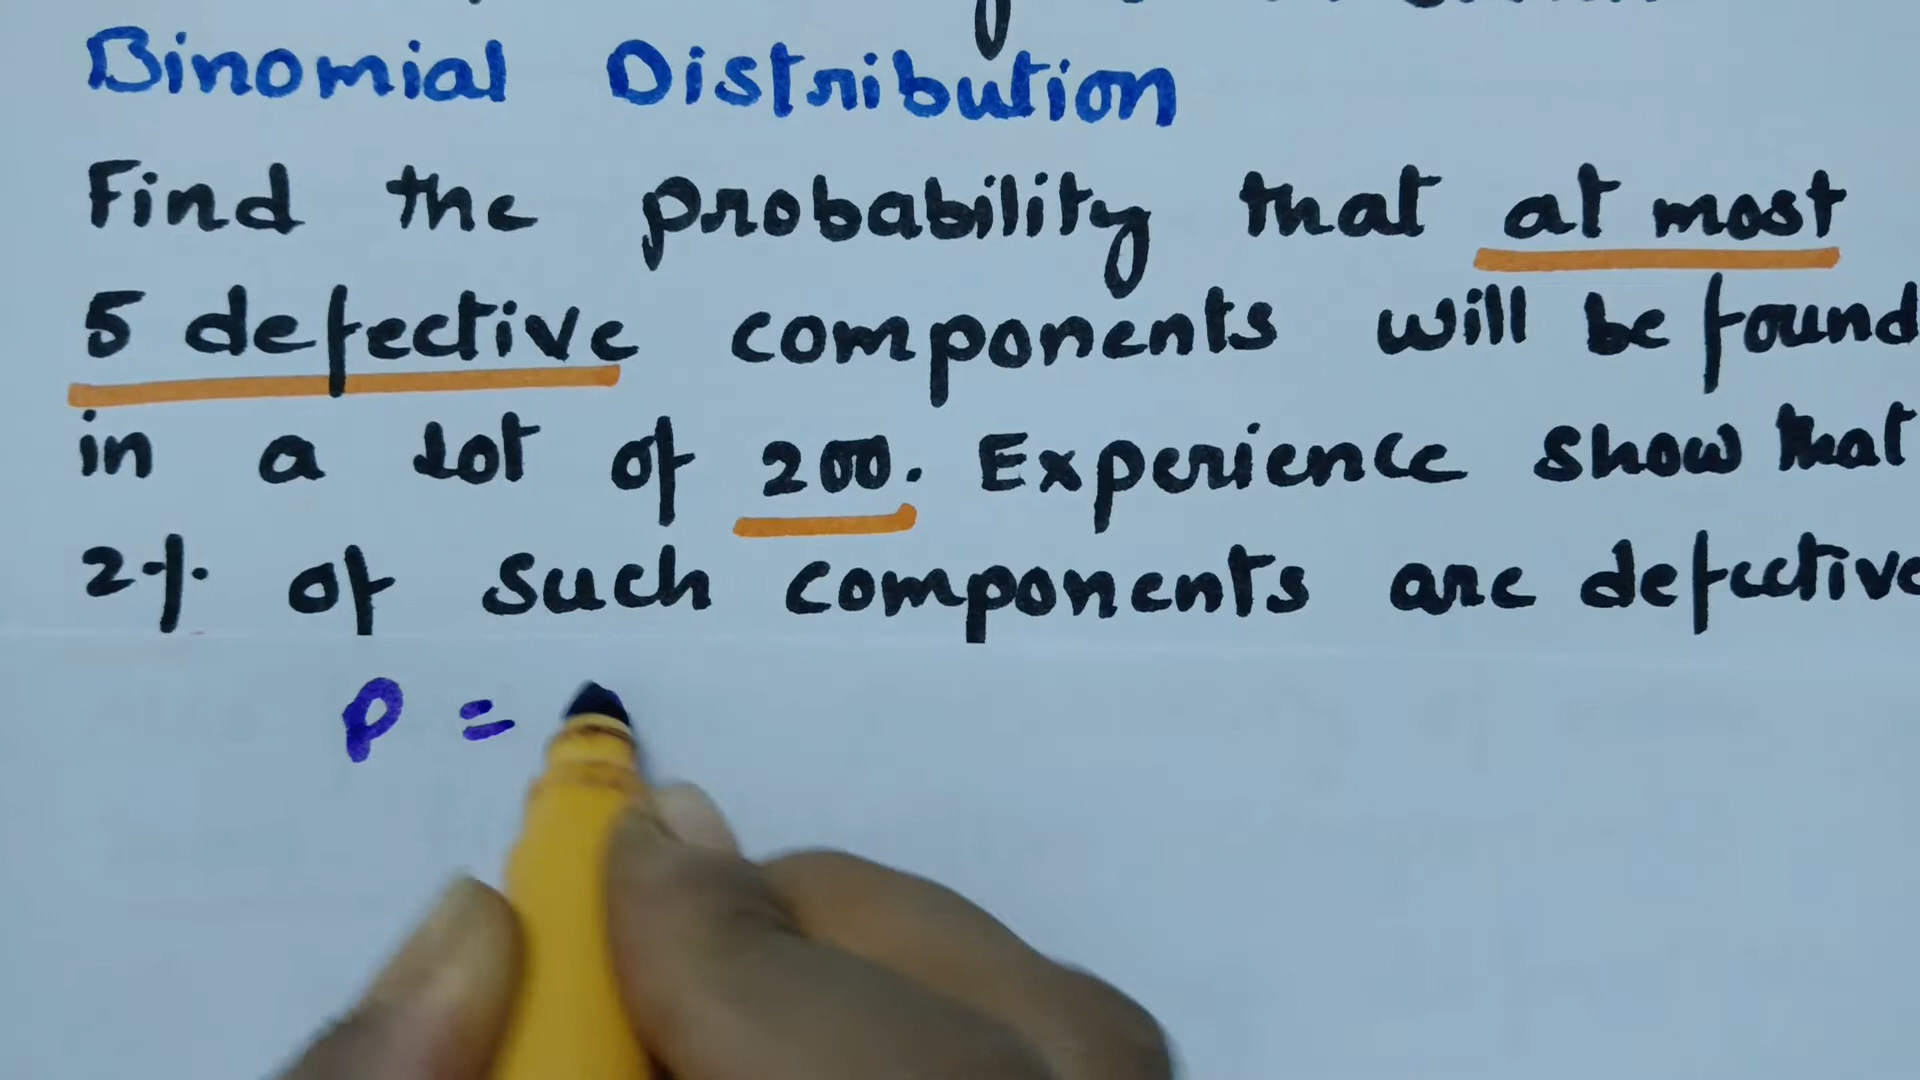 Binomial Distribution
Find the probability that at most
5 defective components will be found
in a lot of 200. Experience show that
2% of such components are defective
P =